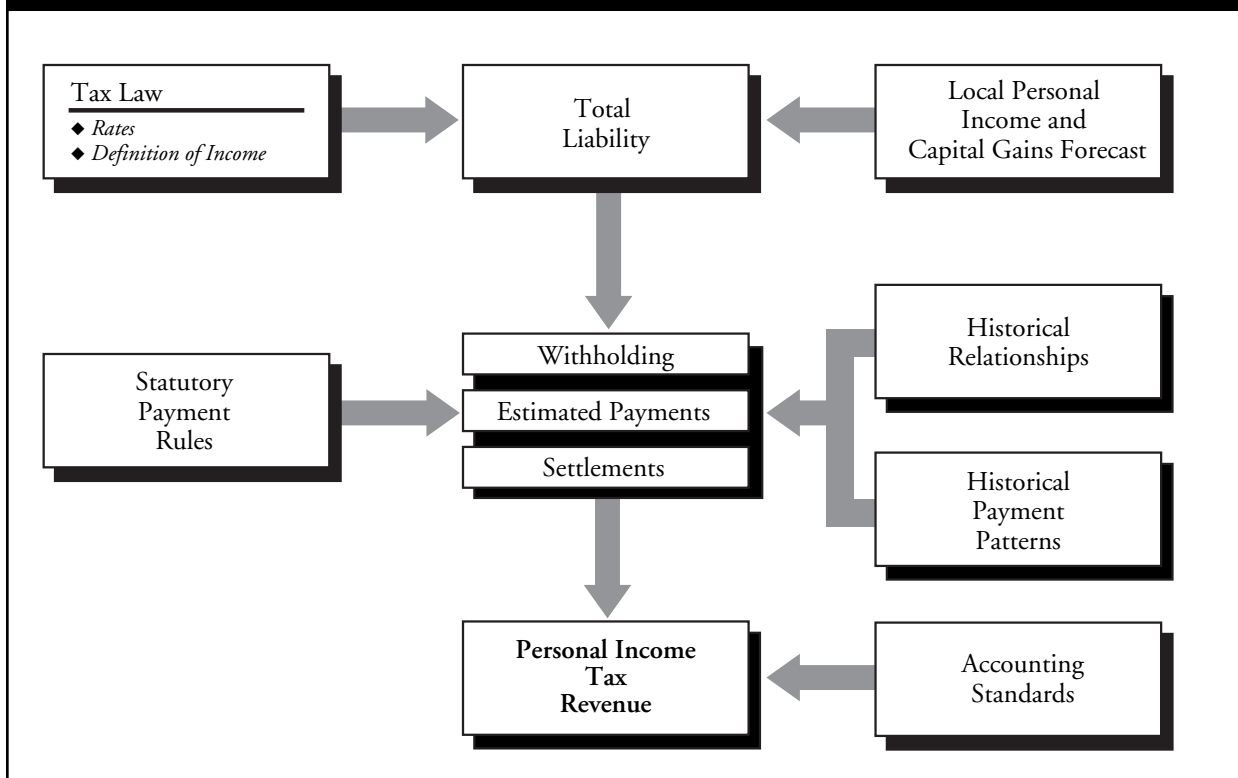 Tax Law
◆ Rates
◆ Definition of Income
Total
Liability
Local Personal
Income and
Capital Gains Forecast
Withholding
Estimated Payments
Settlements
Statutory
Payment
Rules
Historical
Relationships
Historical
Payment
Patterns
Personal Income
Tax
Revenue
Accounting
Standards